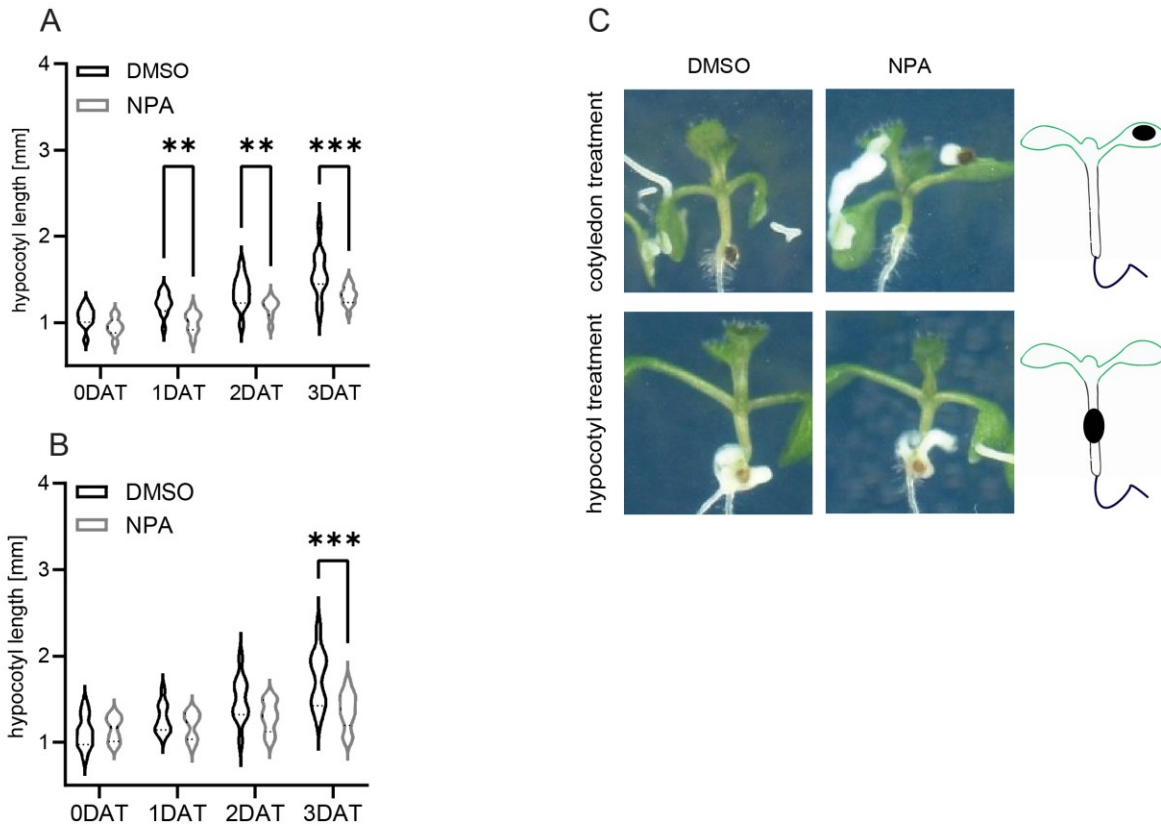 A
hypocotyl length [mm]
4
3
2
1
DMSO
NPA
** ** ***
0DAT 1DAT 2DAT 3DAT
B
hypocotyl length [mm]
4
3
2
1
DMSO
NPA
***
0DAT 1DAT 2DAT 3DAT
C
DMSO NPA
cotyledon treatment
hypocotyl treatment